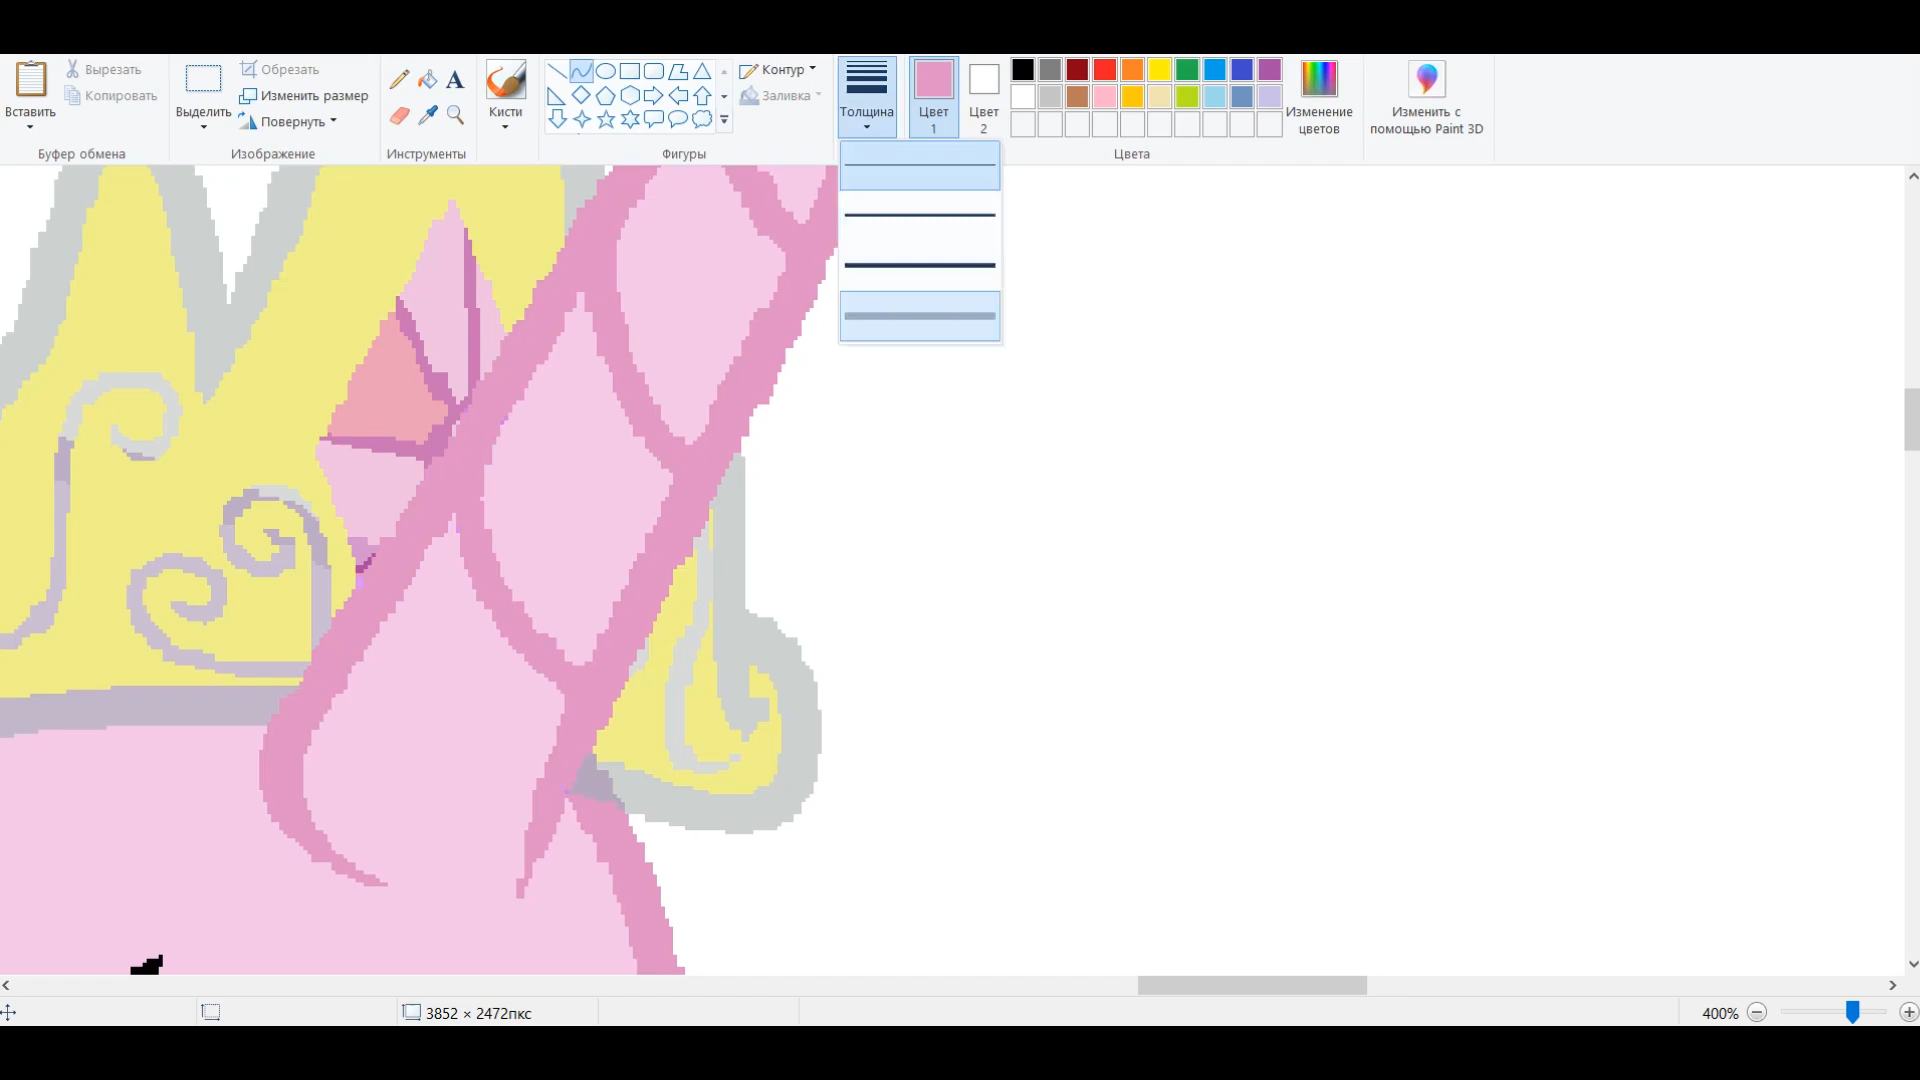 Вставить
Вырезать
Копировать
Буфер обмена
Выделить
Обрезать
Изменить размер
Повернуть
Изображение
A
Инструменты
Кисти
Контур
Заливка
Фигуры
Толщина
Цвет
1
Цвет
2
Изменение
цветов
Цвета
Изменить с
помощью Paint 3D
3852 × 2472пкс
400%